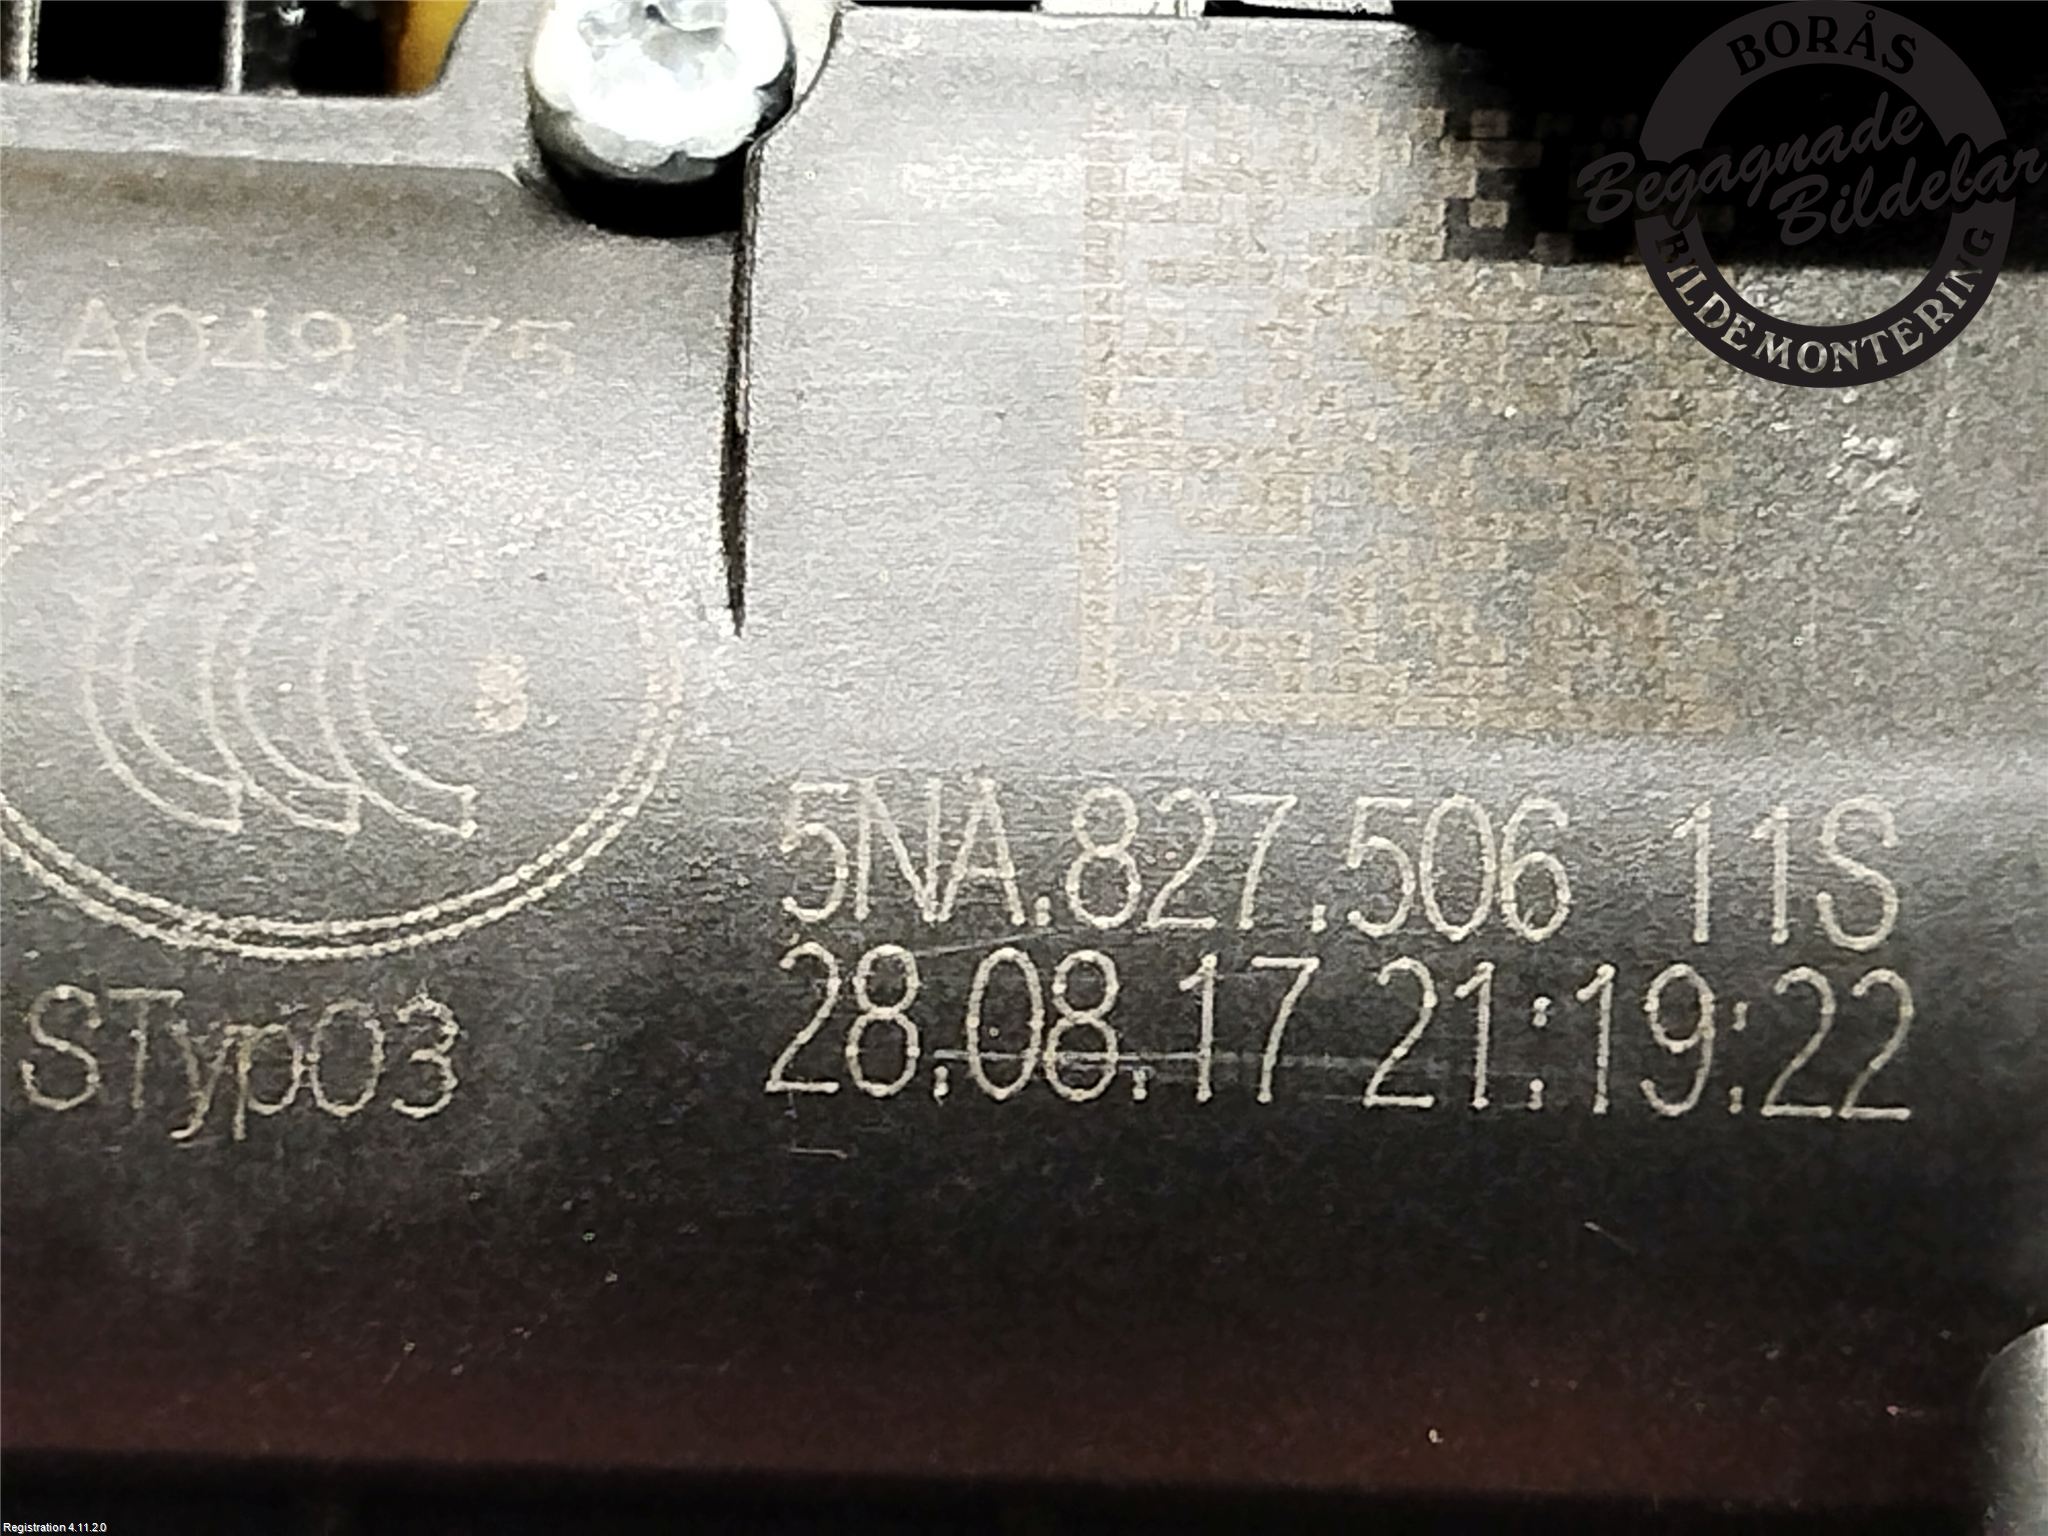 BORÅS
Begagnade
Bildelar
BILDEMONTERING
A049175
CCC
S
5NA.827.506 11S
28.08.17 21:19:22
STyp03
Registration 4.11.2.0